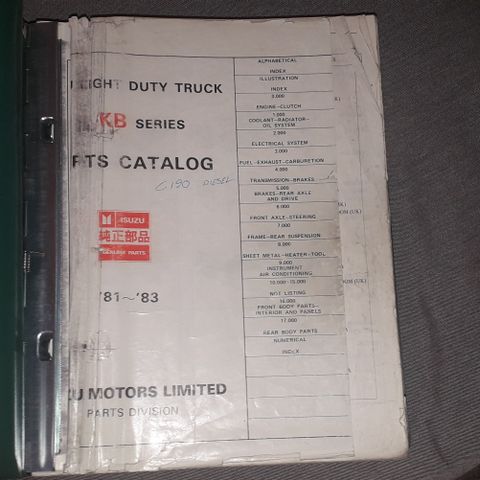 LIGHT DUTY TRUCK
KB SERIES
TS CATALOG
C.190 DIESEL
ISUZU
純正部品
GENUINE PARTS
'81~'83
ZU MOTORS LIMITED
PARTS DIVISION
ALPHABETICAL
INDEX
ILLUSTRATION
INDEX
0.000
ENGINE-CLUTCH
1.000
COOLANT-RADIATOR-
OIL SYSTEM
2.000
ELECTRICAL SYSTEM
3.000
FUEL-EXHAUST-CARBURETION
4.000
TRANSMISSION-BRAKES
5.000
BRAKES-REAR AXLE
AND DRIVE
6.000
FRONT AXLE-STEERING
7.000
FRAME-REAR SUSPENSION
8.000
SHEET METAL-HEATER-TOOL
9.000
INSTRUMENT
AIR CONDITIONING
10.000-15.000
NOT LISTING
16.000
FRONT BODY PARTS-
INTERIOR AND PANELS
17.000
REAR BODY PARTS
NUMERICAL
INDEX